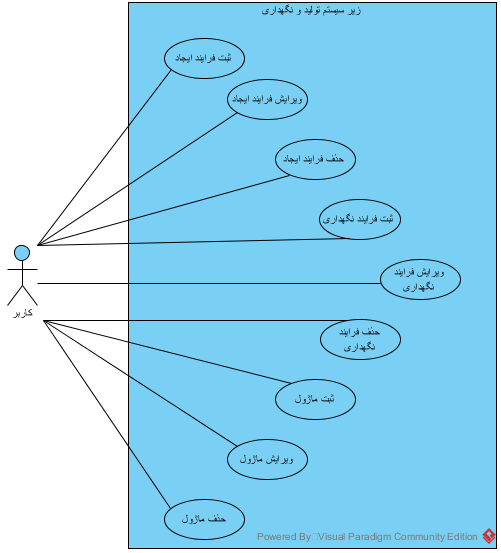 زیر سیستم تولید و نگهداری
ثبت فرایند ایجاد
ویرایش فرایند ایجاد
حذف فرایند ایجاد
ثبت فرایند نگهداری
ویرایش فرایند
نگهداری
کاربر
حذف فرایند
نگهداری
ثبت ماژول
ویرایش ماژول
حذف ماژول
Powered By Visual Paradigm Community Edition